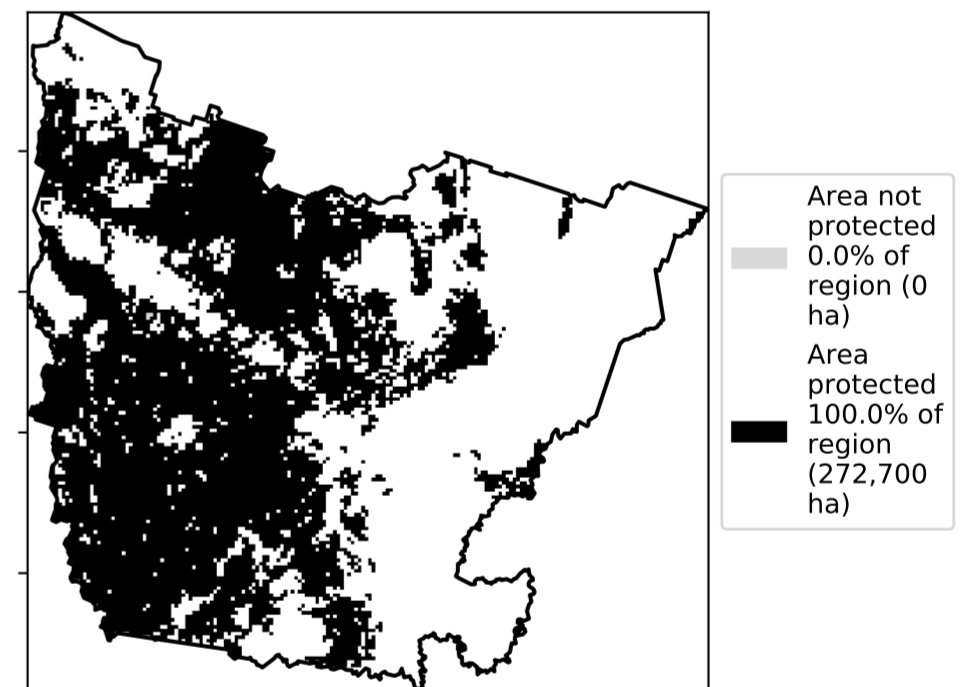 Area not
protected
0.0% of
region (0
ha)
Area
protected
100.0% of
region
(272,700
ha)